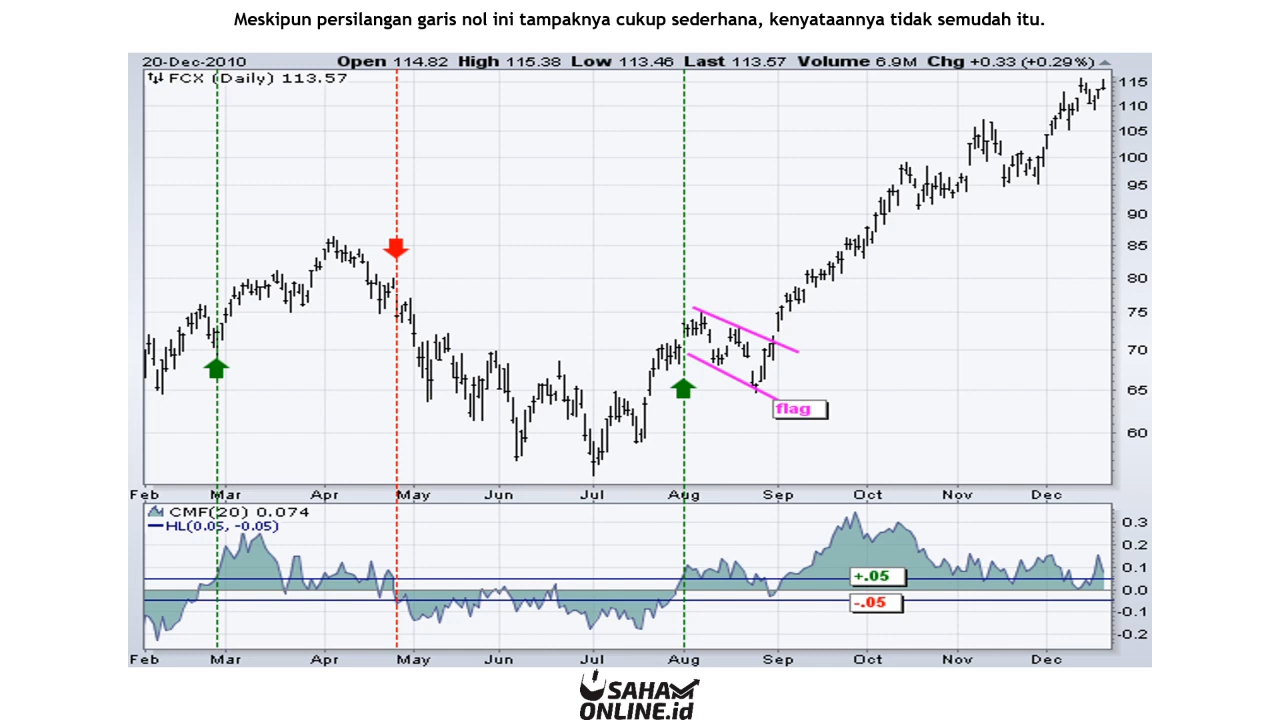 Meskipun persilangan garis nol ini tampaknya cukup sederhana, kenyataannya tidak semudah itu.
20-Dec-2010 Open 114.82 High 115.38 Low 113.46 Last 113.57 Volume 6.9M Chg +0.33 (+0.29%)
FCX (Daily) 113.57
115
110
105
100
95
90
85
80
75
70
65
60
flag
Feb Mar Apr May Jun Jul Aug Sep Oct Nov Dec
CMF(20) 0.074
HL(0.05, -0.05)
0.3
0.2
0.1
0.0
-0.1
-0.2
+.05
-.05
Feb Mar Apr May Jun Jul Aug Sep Oct Nov Dec
SAHAM
ONLINE.id